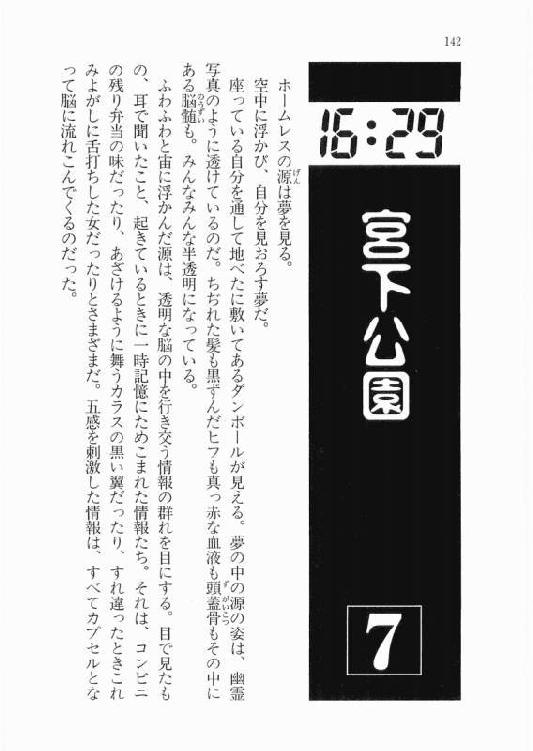 142
16:29
宮下公園
7
ホームレスの源は夢を見る。
空中に浮かび、自分を見おろす夢だ。
座っている自分を通して地べたに敷いてあるダンボールが見える。夢の中の源の姿は、幽霊
写真のように透けているのだ。ちぢれた髪も黒ずんだヒフも真っ赤な血液も頭蓋骨もその中に
ある脳髄も。みんなみんな半透明になっている。
ふわふわと宙に浮かんだ源は、透明な脳の中を行き交う情報の群れを目にする。目で見たも
の、耳で聞いたこと、起きているときに一時記憶にためこまれた情報たち。それは、コンビニ
の残り弁当の味だったり、あざけるように舞うカラスの黒い翼だったり、すれ違ったときこれ
みよがしに舌打ちした女だったりとさまざまだ。五感を刺激した情報は、すべてカプセルとな
って脳に流れこんでくるのだった。